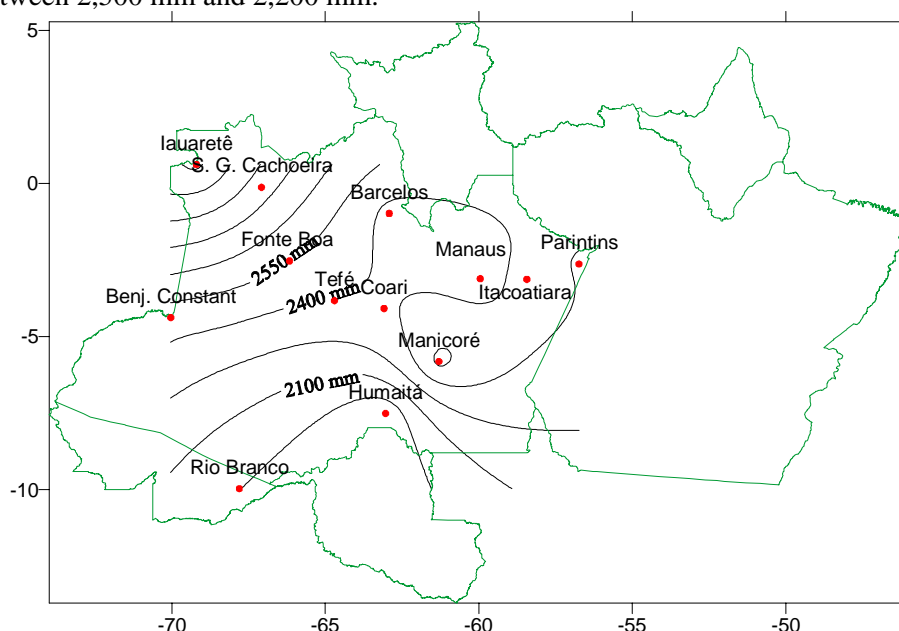 tween 2,500 mm and 2,200 mm.
5
Iauaretê
S. G. Cachoeira
0
Barcelos
Fonte Boa
Manaus
Parintins
2550 mm
Tefé
Coari
Itacoatiara
Benj. Constant
2400 mm
Manicoré
-5
2100 mm
Humaitá
Rio Branco
-10
-70
-65
-60
-55
-50